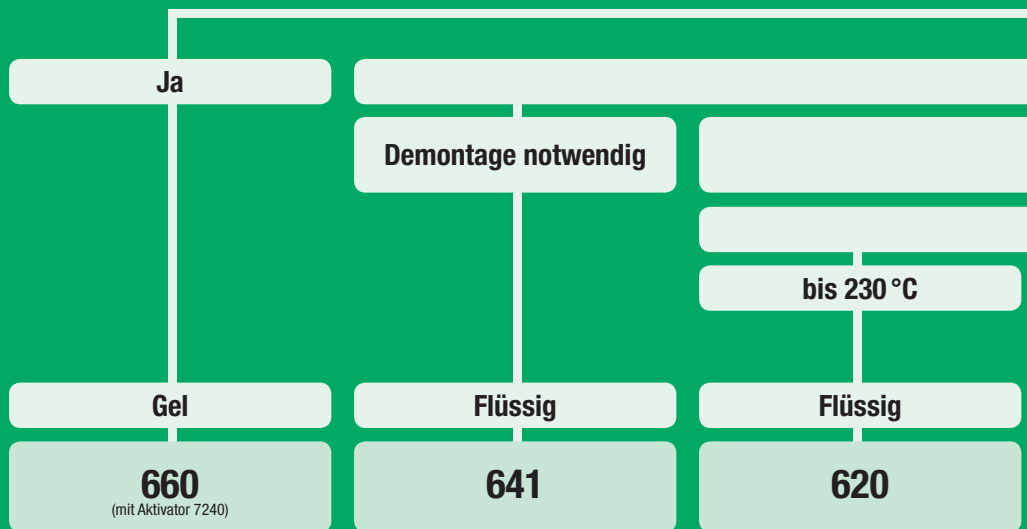 Ja
Demontage notwendig
bis 230 °C
Gel
Flüssig
Flüssig
660
(mit Aktivator 7240)
641
620